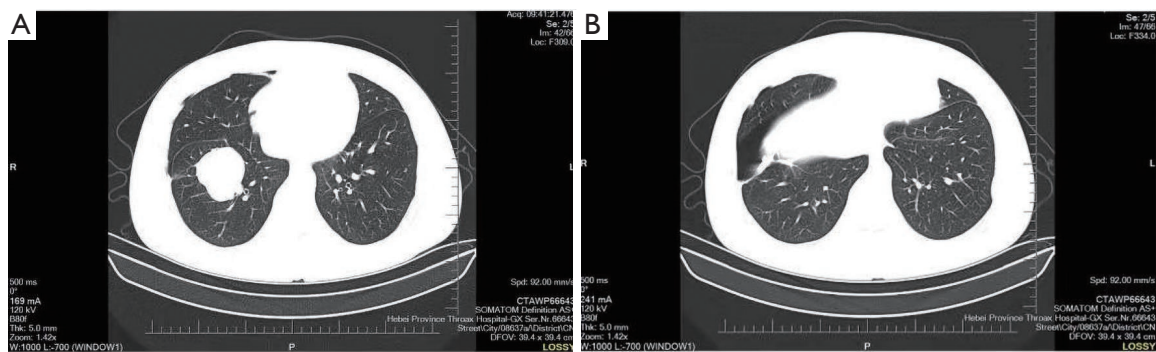 A
Acq: 09:41:21.476
Se: 2/5
Im: 42/66
Loc: F309.0
R
L
500 ms
0°
169 mA
120 kV
B80f
Thk: 5.0 mm
Zoom: 1.42x
W:1000 L:-700 (WINDOW1)
P
Spd: 92.00 mm/s
CTAWP66643
SOMATOM Definition AS+
Hebei Province Throax Hospital-GX Ser.Nr.66643
Street\City/08637a/\District\CN
DFOV: 39.4 x 39.4 cm
LOSSY
B
Se: 2/5
Im: 47/66
Loc: F334.0
R
L
500 ms
0°
241 mA
120 kV
B80f
Thk: 5.0 mm
Zoom: 1.42x
W:1000 L:-700 (WINDOW1)
P
Spd: 92.00 mm/s
CTAWP66643
SOMATOM Definition AS+
Hebei Province Throax Hospital-GX Ser.Nr.66643
Street\City/08637a/\District\CN
DFOV: 39.4 x 39.4 cm
LOSSY